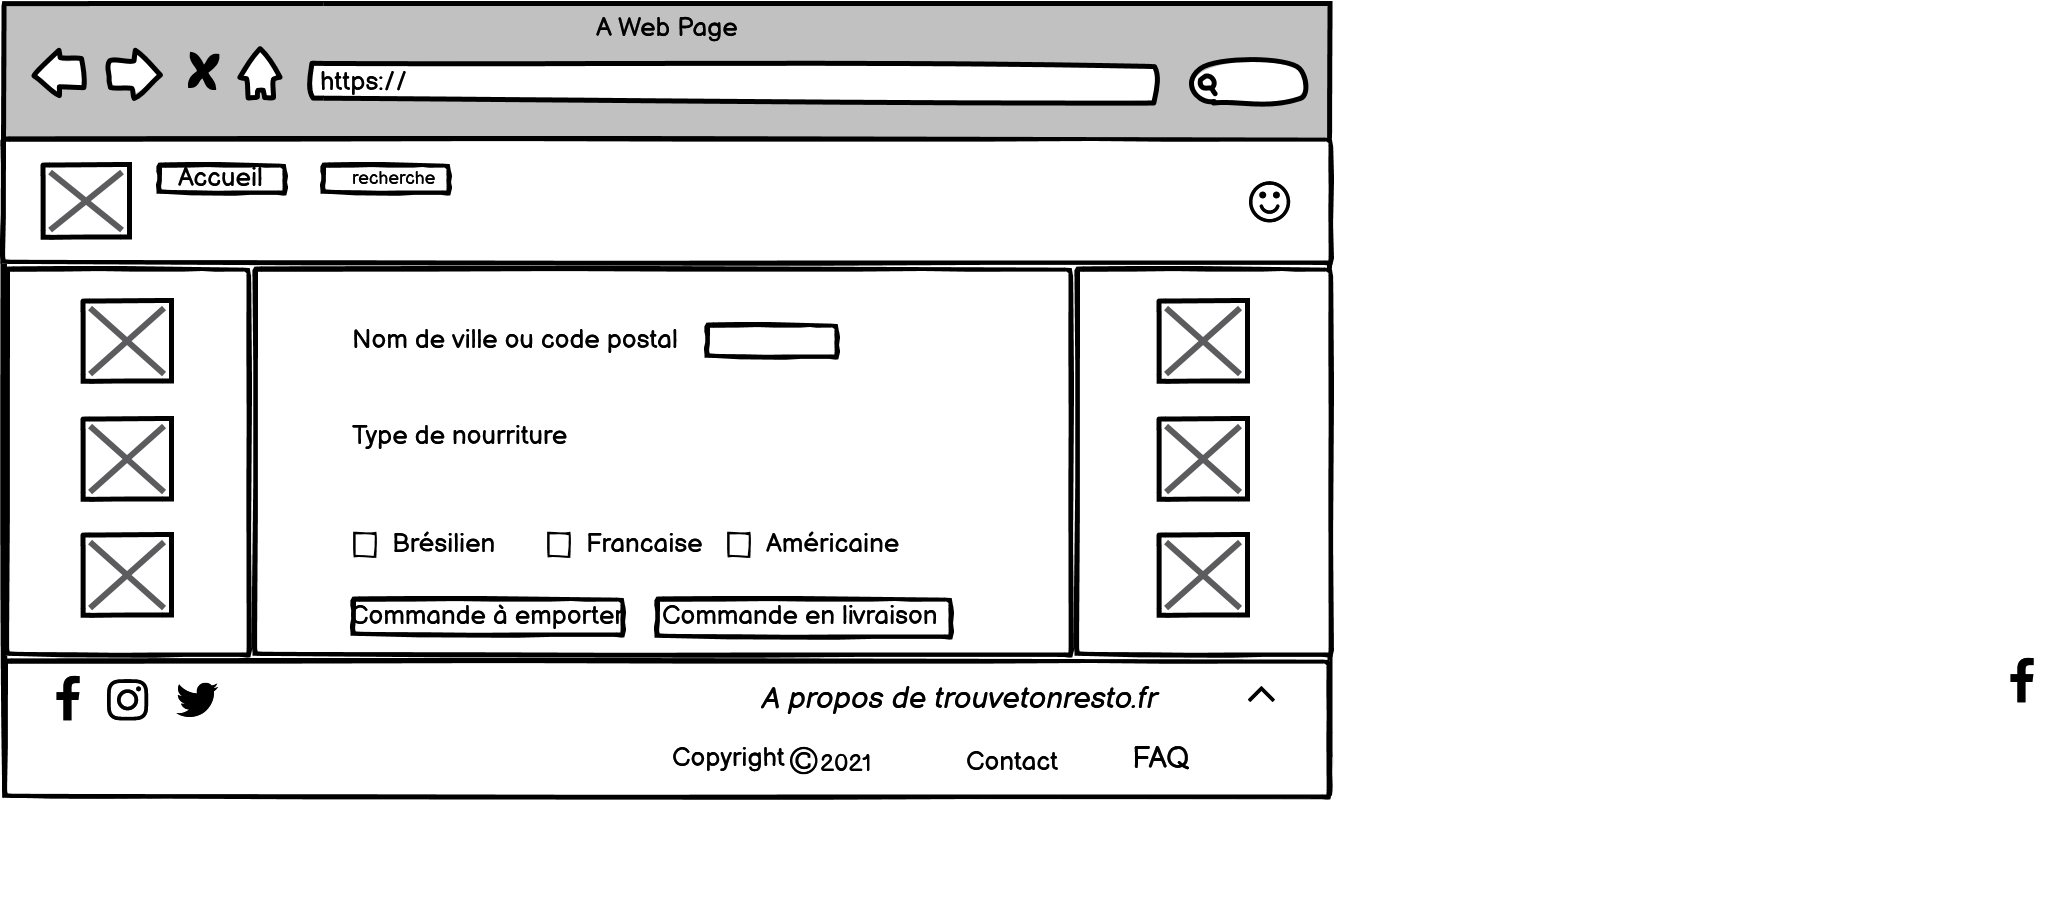 A Web Page
https://
Accueil
recherche
Nom de ville ou code postal
Type de nourriture
Brésilien Francaise Américaine
Commande à emporter Commande en livraison
A propos de trouvetonresto.fr
Copyright ©2021 Contact FAQ